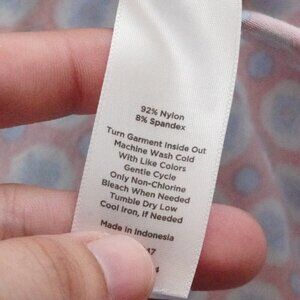 92% Nylon
8% Spandex
Turn Garment Inside Out
Machine Wash Cold
With Like Colors
Gentle Cycle
Only Non-Chlorine
Bleach When Needed
Tumble Dry Low
Cool Iron, If Needed
Made in Indonesia